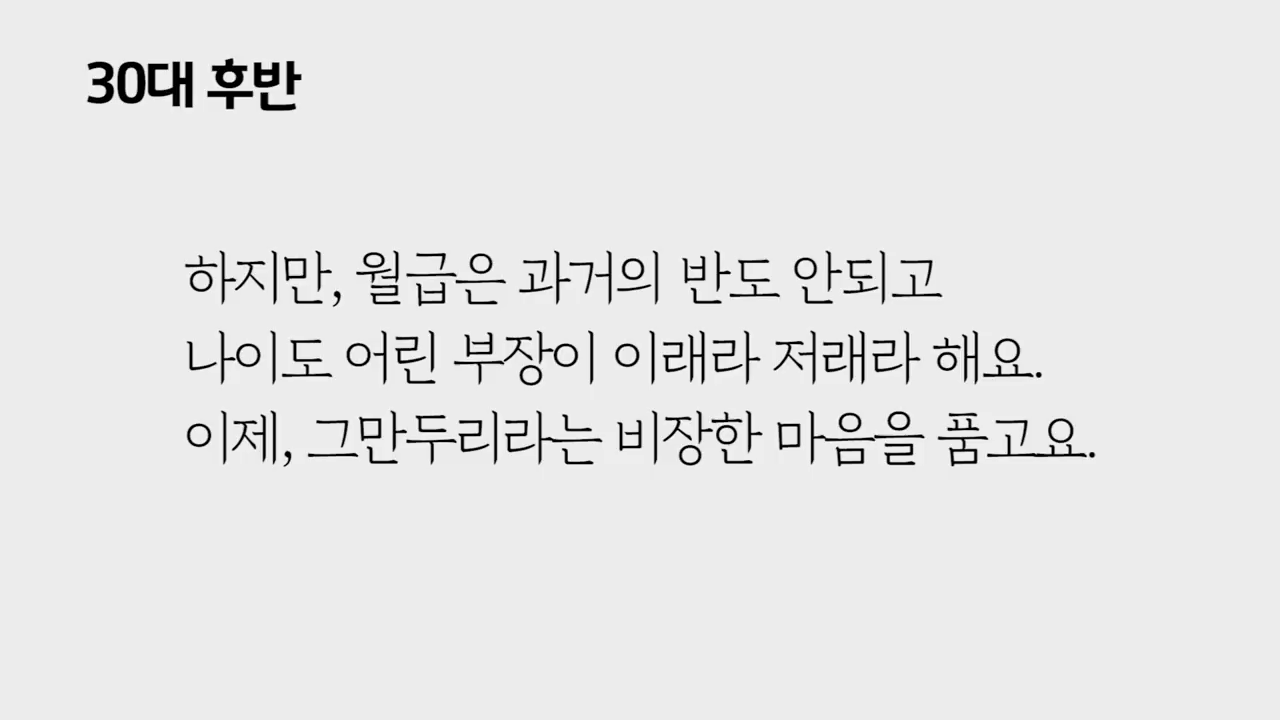 30대 후반
하지만, 월급은 과거의 반도 안되고
나이도 어린 부장이 이래라 저래라 해요.
이제, 그만두리라는 비장한 마음을 품고요.